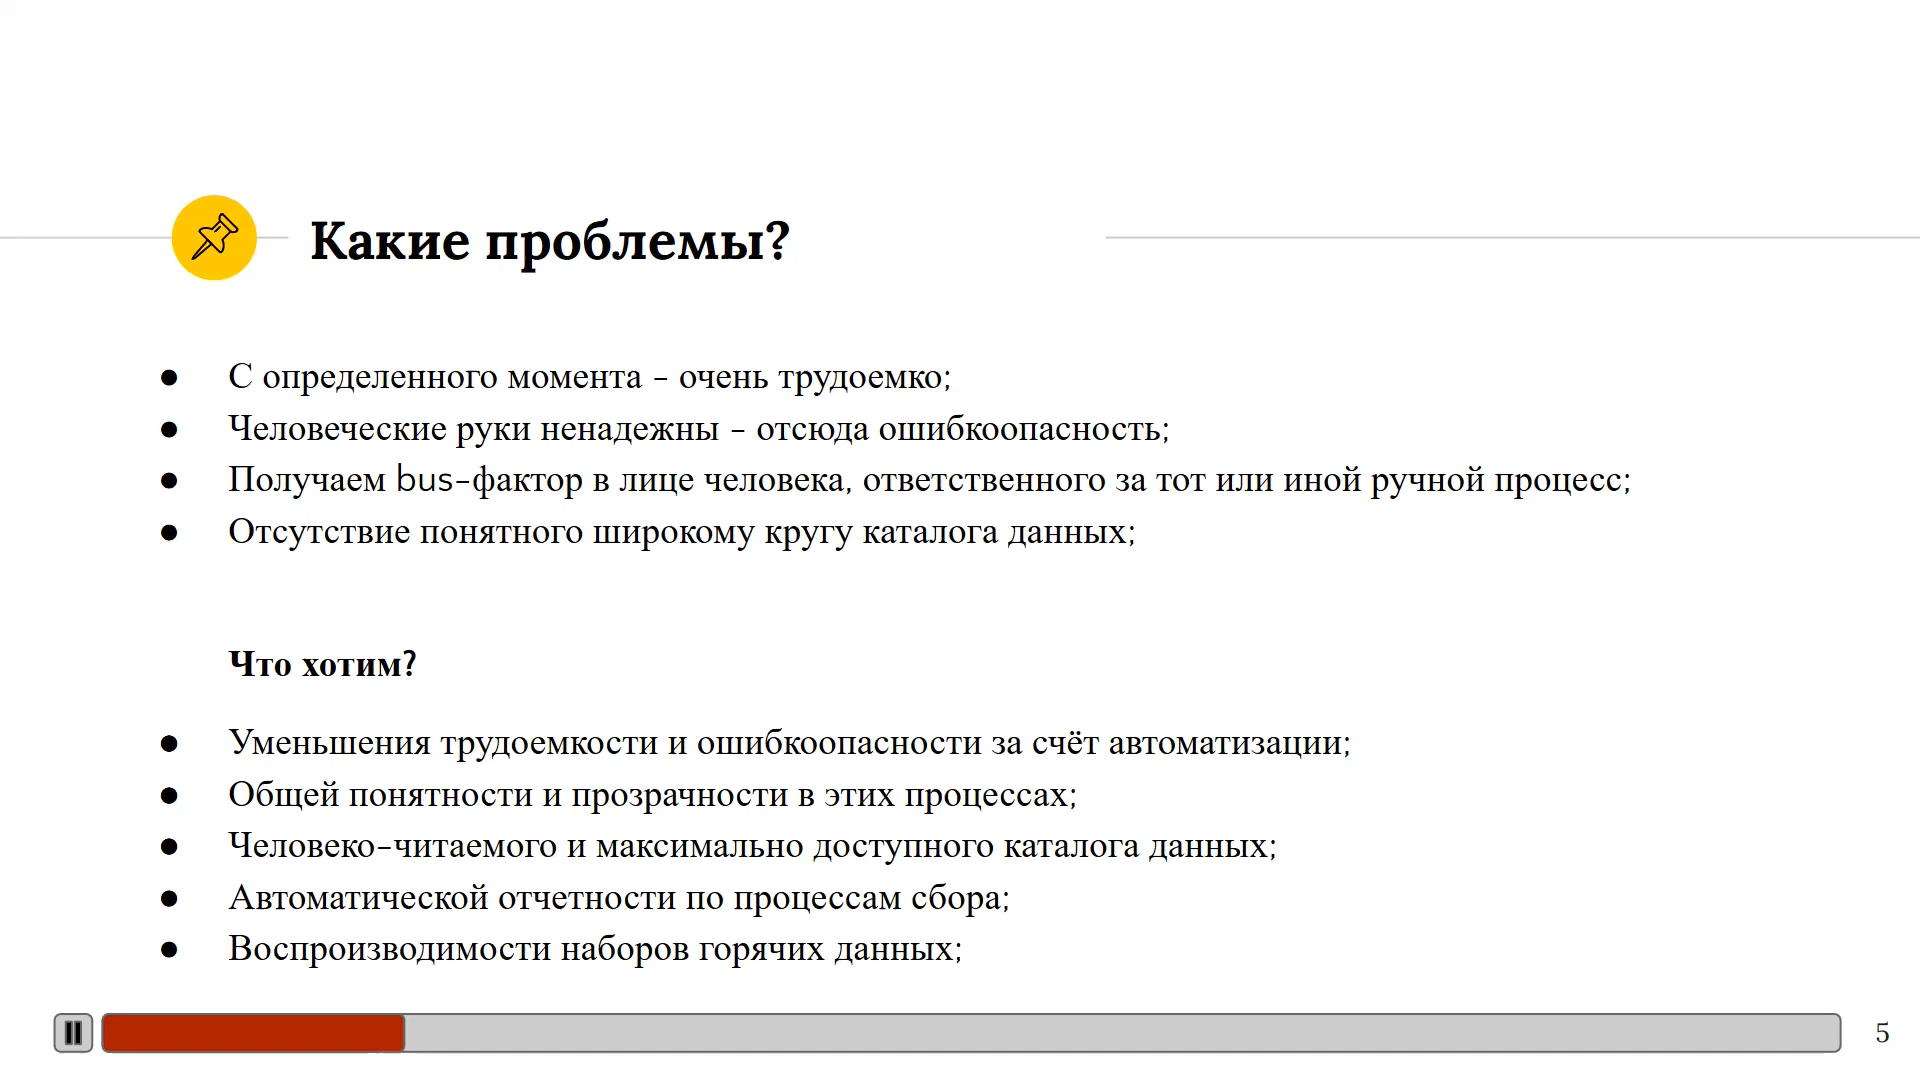 Какие проблемы?
● С определенного момента – очень трудоемко;
● Человеческие руки ненадежны – отсюда ошибкоопасность;
● Получаем bus-фактор в лице человека, ответственного за тот или иной ручной процесс;
● Отсутствие понятного широкому кругу каталога данных;
Что хотим?
● Уменьшения трудоемкости и ошибкоопасности за счёт автоматизации;
● Общей понятности и прозрачности в этих процессах;
● Человеко-читаемого и максимально доступного каталога данных;
● Автоматической отчетности по процессам сбора;
● Воспроизводимости наборов горячих данных;
5